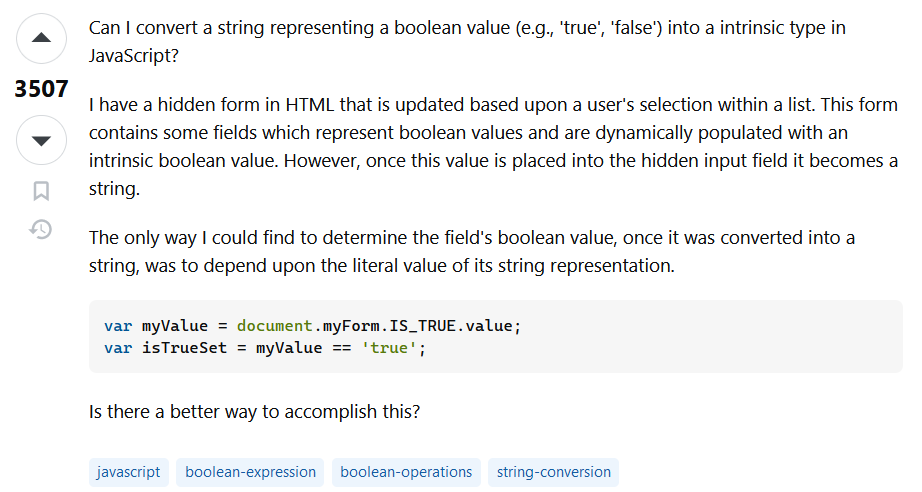 Can I convert a string representing a boolean value (e.g., 'true', 'false') into a intrinsic type in
JavaScript?
3507
I have a hidden form in HTML that is updated based upon a user's selection within a list. This form
contains some fields which represent boolean values and are dynamically populated with an
intrinsic boolean value. However, once this value is placed into the hidden input field it becomes a
string.
The only way I could find to determine the field's boolean value, once it was converted into a
string, was to depend upon the literal value of its string representation.
var myValue = document.myForm.IS_TRUE.value;
var isTrueSet = myValue == 'true';
Is there a better way to accomplish this?
javascript boolean-expression boolean-operations string-conversion